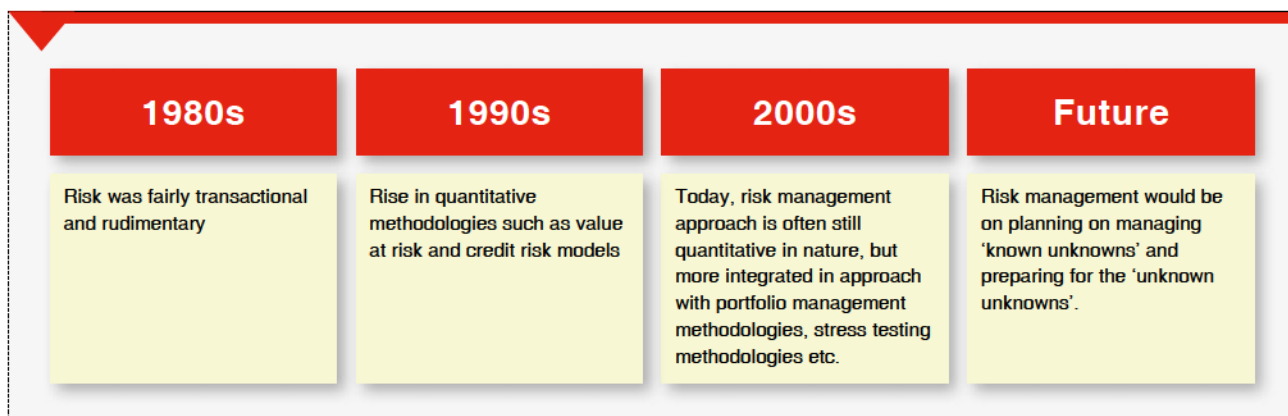 1980s
Risk was fairly transactional
and rudimentary
1990s
Rise in quantitative
methodologies such as value
at risk and credit risk models
2000s
Today, risk management
approach is often still
quantitative in nature, but
more integrated in approach
with portfolio management
methodologies, stress testing
methodologies etc.
Future
Risk management would be
on planning on managing
‘known unknowns’ and
preparing for the ‘unknown
unknowns’.